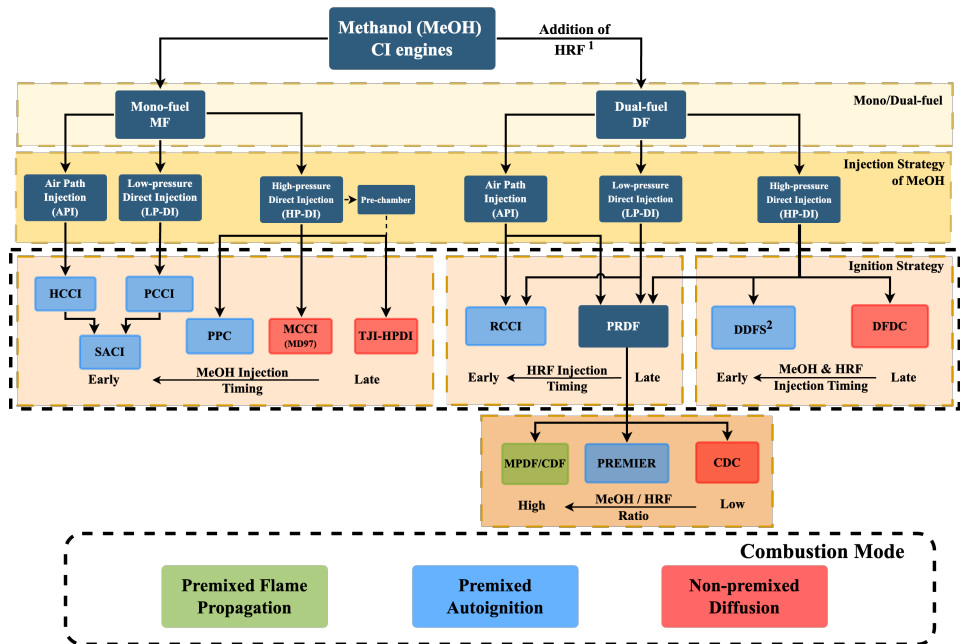 Methanol (MeOH)
CI engines
Addition of
HRF 1
Mono/Dual-fuel
Mono-fuel
MF
Dual-fuel
DF
Injection Strategy
of MeOH
Air Path
Injection
(API)
Low-pressure
Direct Injection
(LP-DI)
High-pressure
Direct Injection
(HP-DI)
Pre-chamber
Air Path
Injection
(API)
Low-pressure
Direct Injection
(LP-DI)
High-pressure
Direct Injection
(HP-DI)
Ignition Strategy
HCCI
PCCI
SACI
PPC
MCCI
(MD97)
TJI-HPDI
Early
MeOH Injection
Timing
Late
RCCI
PRDF
Early
HRF Injection
Timing
Late
DDFS2
DFDC
Early
MeOH & HRF
Injection Timing
Late
MPDF/CDF
PREMIER
CDC
High
MeOH / HRF
Ratio
Low
Combustion Mode
Premixed Flame
Propagation
Premixed
Autoignition
Non-premixed
Diffusion